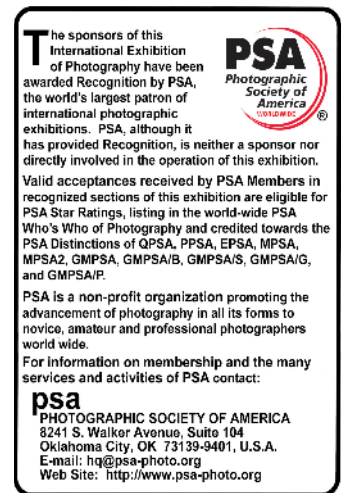 The sponsors of this
International Exhibition
of Photography have been
awarded Recognition by PSA,
the world's largest patron of
international photographic
exhibitions. PSA, although it
has provided Recognition, is neither a sponsor nor
directly involved in the operation of this exhibition.
PSA
Photographic
Society of
America
WORLDWIDE
®
Valid acceptances received by PSA Members in
recognized sections of this exhibition are eligible for
PSA Star Ratings, listing in the world-wide PSA
Who's Who of Photography and credited towards the
PSA Distinctions of QPSA, PPSA, EPSA, MPSA,
MPSA2, GMPSA, GMPSA/B, GMPSA/S, GMPSA/G,
and GMPSA/P.
PSA is a non-profit organization promoting the
advancement of photography in all its forms to
novice, amateur and professional photographers
world wide.
For information on membership and the many
services and activities of PSA contact:
psa
PHOTOGRAPHIC SOCIETY OF AMERICA
8241 S. Walker Avenue, Suite 104
Oklahoma City, OK 73139-9401, U.S.A.
E-mail: hq@psa-photo.org
Web Site: http://www.psa-photo.org